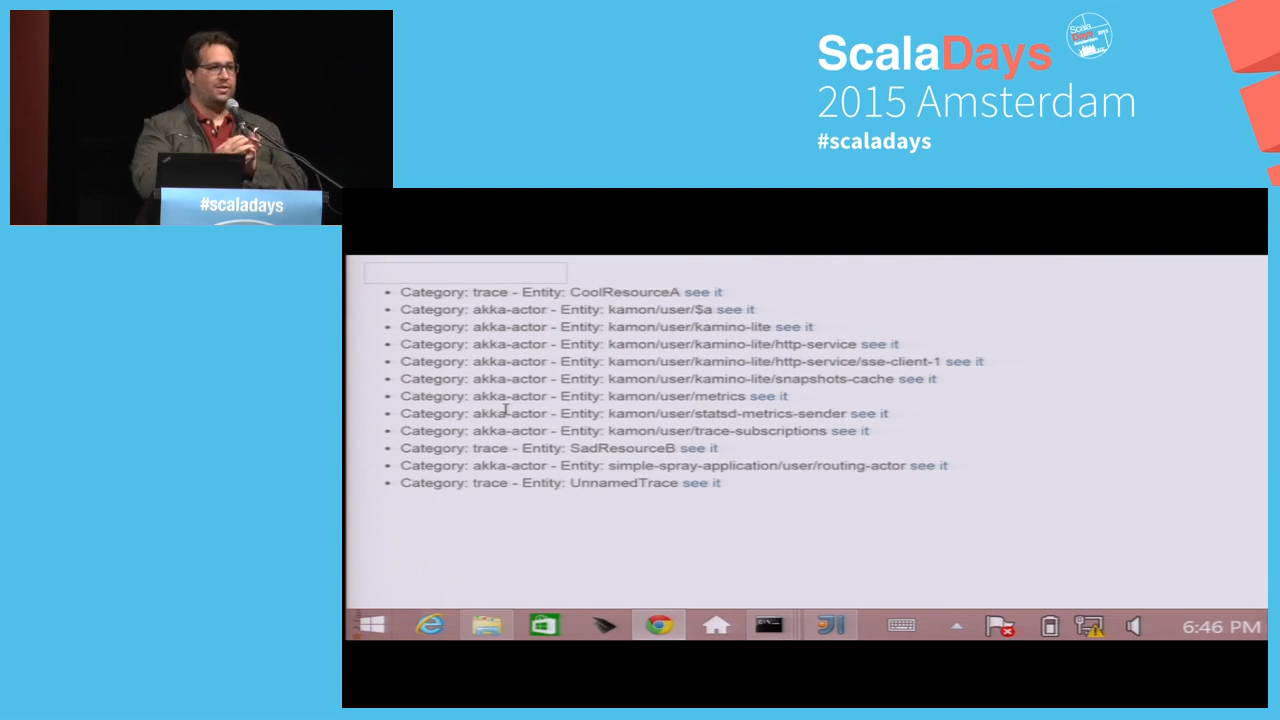 ScalaDays
2015 Amsterdam
#scaladays
#scaladays
Category: trace - Entity: CoolResourceA see it
Category: akka-actor - Entity: kamon/user/$a see it
Category: akka-actor - Entity: kamon/user/kamino-lite see it
Category: akka-actor - Entity: kamon/user/kamino-lite/http-service see it
Category: akka-actor - Entity: kamon/user/kamino-lite/http-service/sse-client-1 see it
Category: akka-actor - Entity: kamon/user/kamino-lite/snapshots-cache see it
Category: akka-actor - Entity: kamon/user/metrics see it
Category: akka-actor - Entity: kamon/user/statsd-metrics-sender see it
Category: akka-actor - Entity: kamon/user/trace-subscriptions see it
Category: trace - Entity: SadResourceB see it
Category: akka-actor - Entity: simple-spray-application/user/routing-actor see it
Category: trace - Entity: UnnamedTrace see it
6:46 PM